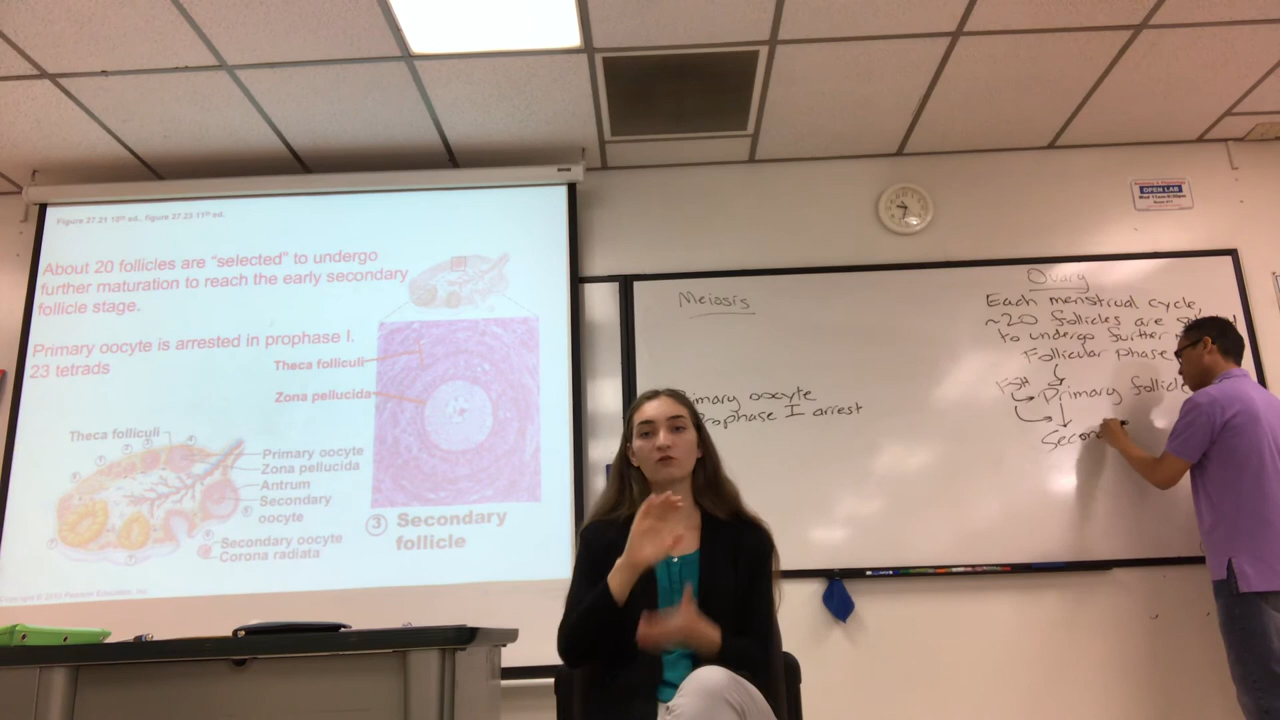 Figure 27.21 10th ed., figure 27.23 11th ed.
About 20 follicles are "selected" to undergo
further maturation to reach the early secondary
follicle stage.
Primary oocyte is arrested in prophase I.
23 tetrads
Theca folliculi
Zona pellucida
Theca folliculi
Primary oocyte
Zona pellucida
Antrum
Secondary
oocyte
Secondary oocyte
Corona radiata
3 Secondary
follicle
Meiasis
imary oocyte
ophase I arrest
Ovary
Each menstrual cycle,
~20 follicles are
to undergo further
Follicular phase
FSH
Primary follicle
Secon
OPEN LAB